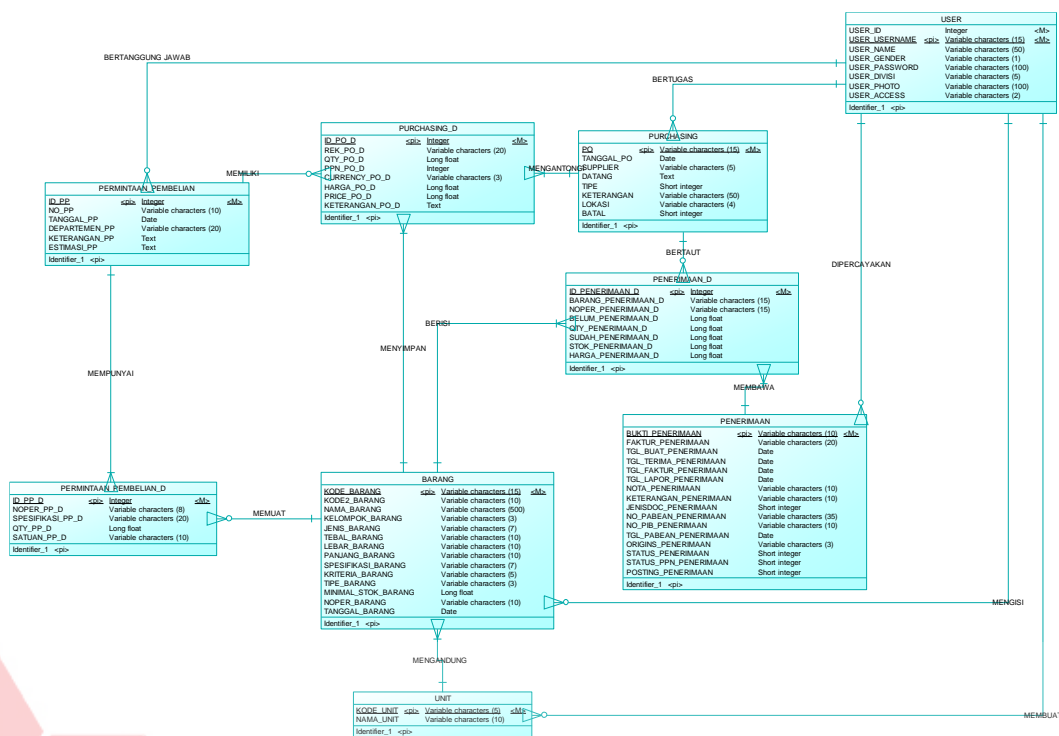 USER
USER_ID Integer <M>
USER_USERNAME <pi> Variable characters (15) <M>
USER_NAME Variable characters (50)
USER_GENDER Variable characters (1)
USER_PASSWORD Variable characters (100)
USER_DIVISI Variable characters (5)
USER_PHOTO Variable characters (100)
USER_ACCESS Variable characters (2)
Identifier_1 <pi>
BERTANGGUNG JAWAB
BERTUGAS
PURCHASING_D
ID_PO_D <pi> Integer <M>
REK_PO_D Variable characters (20)
QTY_PO_D Long float
PPN_PO_D Integer
CURRENCY_PO_D Variable characters (3)
HARGA_PO_D Long float
PRICE_PO_D Long float
KETERANGAN_PO_D Text
Identifier_1 <pi>
PURCHASING
PO <pi> Variable characters (15) <M>
TANGGAL_PO Date
SUPPLIER Variable characters (5)
DATANG Text
TIPE Short integer
KETERANGAN Variable characters (50)
LOKASI Variable characters (4)
BATAL Short integer
Identifier_1 <pi>
MENGANTONGI
MEMILIKI
PERMINTAAN_PEMBELIAN
ID_PP <pi> Integer <M>
NO_PP Variable characters (10)
TANGGAL_PP Date
DEPARTEMEN_PP Variable characters (20)
KETERANGAN_PP Text
ESTIMASI_PP Text
Identifier_1 <pi>
BERTAUT
DIPERCAYAKAN
PENERIMAAN_D
ID_PENERIMAAN_D <pi> Integer <M>
BARANG_PENERIMAAN_D Variable characters (15)
NOPER_PENERIMAAN_D Variable characters (15)
BELUM_PENERIMAAN_D Long float
QTY_PENERIMAAN_D Long float
SUDAH_PENERIMAAN_D Long float
STOK_PENERIMAAN_D Long float
HARGA_PENERIMAAN_D Long float
Identifier_1 <pi>
BERISI
MENYIMPAN
MEMPUNYAI
MEMBAWA
PENERIMAAN
BUKTI_PENERIMAAN <pi> Variable characters (10) <M>
FAKTUR_PENERIMAAN Variable characters (20)
TGL_BUAT_PENERIMAAN Date
TGL_TERIMA_PENERIMAAN Date
TGL_FAKTUR_PENERIMAAN Date
TGL_LAPOR_PENERIMAAN Date
NOTA_PENERIMAAN Variable characters (10)
KETERANGAN_PENERIMAAN Variable characters (10)
JENISDOC_PENERIMAAN Short integer
NO_PABEAN_PENERIMAAN Variable characters (35)
NO_PIB_PENERIMAAN Variable characters (10)
TGL_PABEAN_PENERIMAAN Date
ORIGINS_PENERIMAAN Variable characters (3)
STATUS_PENERIMAAN Short integer
STATUS_PPN_PENERIMAAN Short integer
POSTING_PENERIMAAN Short integer
Identifier_1 <pi>
PERMINTAAN_PEMBELIAN_D
ID_PP_D <pi> Integer <M>
NOPER_PP_D Variable characters (8)
SPESIFIKASI_PP_D Variable characters (20)
QTY_PP_D Long float
SATUAN_PP_D Variable characters (10)
Identifier_1 <pi>
MEMUAT
BARANG
KODE_BARANG <pi> Variable characters (15) <M>
KODE2_BARANG Variable characters (10)
NAMA_BARANG Variable characters (500)
KELOMPOK_BARANG Variable characters (3)
JENIS_BARANG Variable characters (7)
TEBAL_BARANG Variable characters (10)
LEBAR_BARANG Variable characters (10)
PANJANG_BARANG Variable characters (10)
SPESIFIKASI_BARANG Variable characters (7)
KRITERIA_BARANG Variable characters (5)
TIPE_BARANG Variable characters (3)
MINIMAL_STOK_BARANG Long float
NOPER_BARANG Variable characters (10)
TANGGAL_BARANG Date
Identifier_1 <pi>
MENGISI
MENGANDUNG
UNIT
KODE_UNIT <pi> Variable characters (5) <M>
NAMA_UNIT Variable characters (10)
Identifier_1 <pi>
MEMBUAT